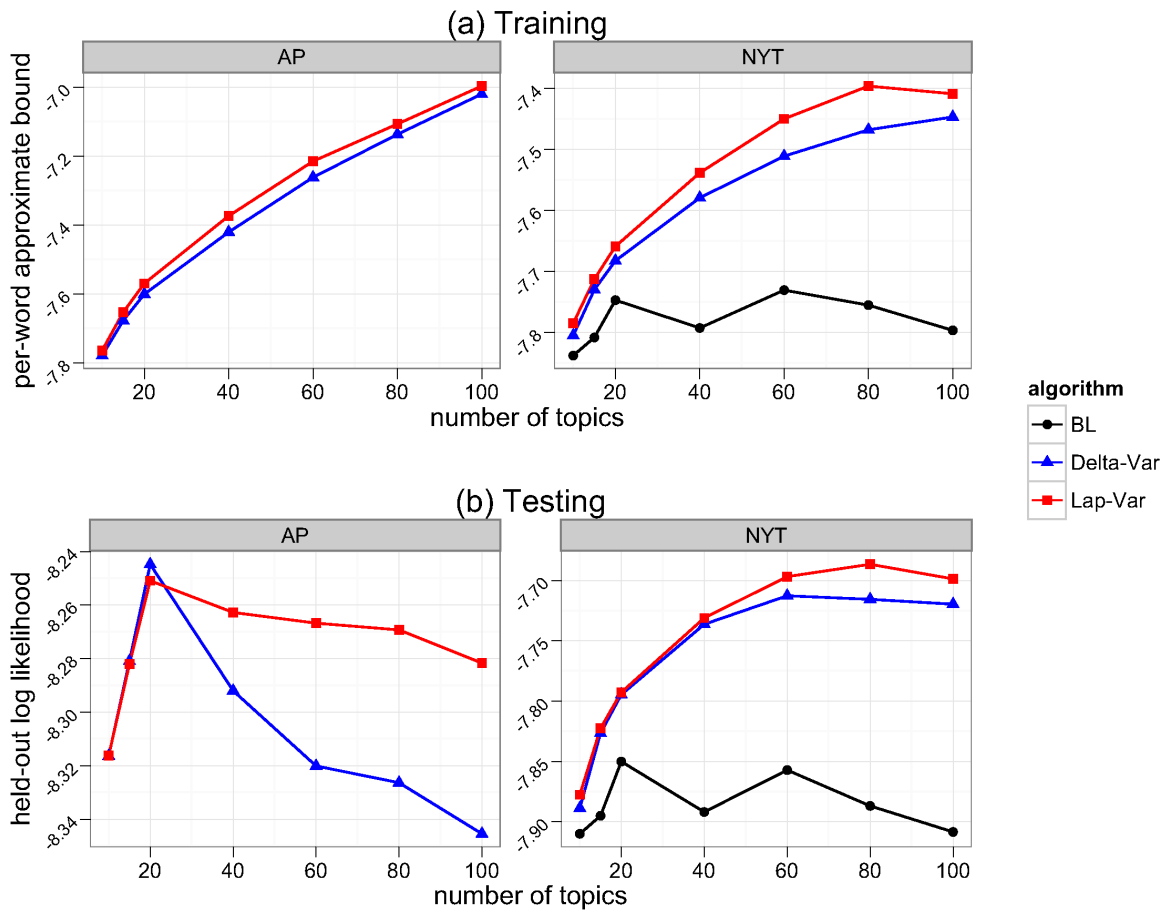 (a) Training
AP
NYT
per-word approximate bound
-7.0
-7.2
-7.4
-7.6
-7.8
20 40 60 80 100
-7.4
-7.5
-7.6
-7.7
-7.8
20 40 60 80 100
number of topics
algorithm
BL
Delta-Var
Lap-Var
(b) Testing
AP
NYT
held-out log likelihood
-8.24
-8.26
-8.28
-8.30
-8.32
-8.34
20 40 60 80 100
-7.70
-7.75
-7.80
-7.85
-7.90
20 40 60 80 100
number of topics